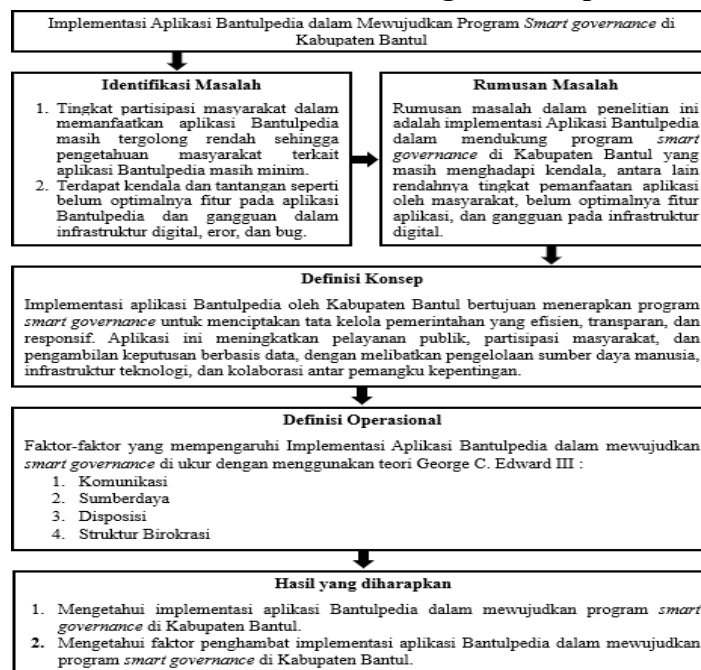 Implementasi Aplikasi Bantulpedia dalam Mewujudkan Program Smart governance di
Kabupaten Bantul
Identifikasi Masalah
1. Tingkat partisipasi masyarakat dalam
memanfaatkan aplikasi Bantulpedia
masih tergolong rendah sehingga
pengetahuan masyarakat terkait
aplikasi Bantulpedia masih minim.
2. Terdapat kendala dan tantangan seperti
belum optimalnya fitur pada aplikasi
Bantulpedia dan gangguan dalam
infrastruktur digital, eror, dan bug.
Rumusan Masalah
Rumusan masalah dalam penelitian ini
adalah implementasi Aplikasi Bantulpedia
dalam mendukung program smart
governance di Kabupaten Bantul yang
masih menghadapi kendala, antara lain
rendahnya tingkat pemanfaatan aplikasi
oleh masyarakat, belum optimalnya fitur
aplikasi, dan gangguan pada infrastruktur
digital.
Definisi Konsep
Implementasi aplikasi Bantulpedia oleh Kabupaten Bantul bertujuan menerapkan program
smart governance untuk menciptakan tata kelola pemerintahan yang efisien, transparan, dan
responsif. Aplikasi ini meningkatkan pelayanan publik, partisipasi masyarakat, dan
pengambilan keputusan berbasis data, dengan melibatkan pengelolaan sumber daya manusia,
infrastruktur teknologi, dan kolaborasi antar pemangku kepentingan.
Definisi Operasional
Faktor-faktor yang mempengaruhi Implementasi Aplikasi Bantulpedia dalam mewujudkan
smart governance di ukur dengan menggunakan teori George C. Edward III :
1. Komunikasi
2. Sumberdaya
3. Disposisi
4. Struktur Birokrasi
Hasil yang diharapkan
1. Mengetahui implementasi aplikasi Bantulpedia dalam mewujudkan program smart
governance di Kabupaten Bantul.
2. Mengetahui faktor penghambat implementasi aplikasi Bantulpedia dalam mewujudkan
program smart governance di Kabupaten Bantul.